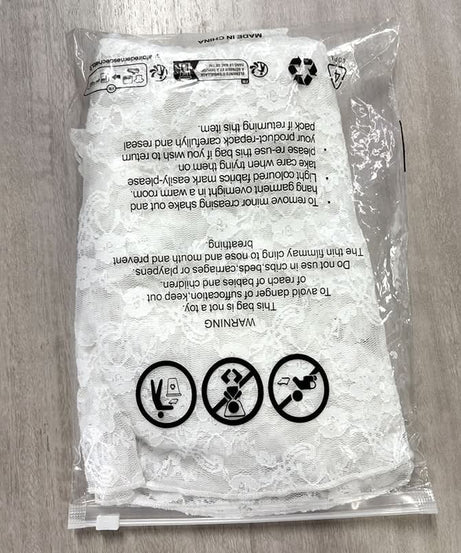 WARNING
This bag is not a toy.
To avoid danger of suffocation,keep out
of reach of babies and children.
Do not use in cribs,beds,carages or playpens.
The thin filmmay cling to nose and mouth and prevent
breathing.
• To remove minor creasing shake and out
hang garment overnight in a warm room.
• Light coloured fabrics mark easily-please-
take care when trying them on
• please re-use this bag if you wish to return
your product-repack carefullyh and reseal
pack if returning this item.
4
FR
MADE IN CHINA